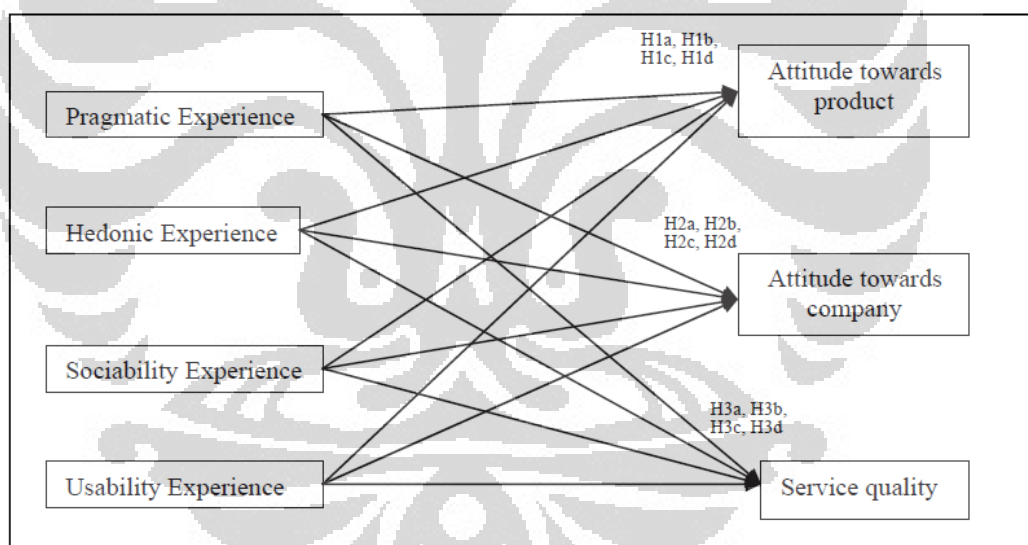 H1a, H1b,
H1c, H1d
Attitude towards
product
Pragmatic Experience
Hedonic Experience
H2a, H2b,
H2c, H2d
Attitude towards
company
Sociability Experience
H3a, H3b,
H3c, H3d
Usability Experience
Service quality